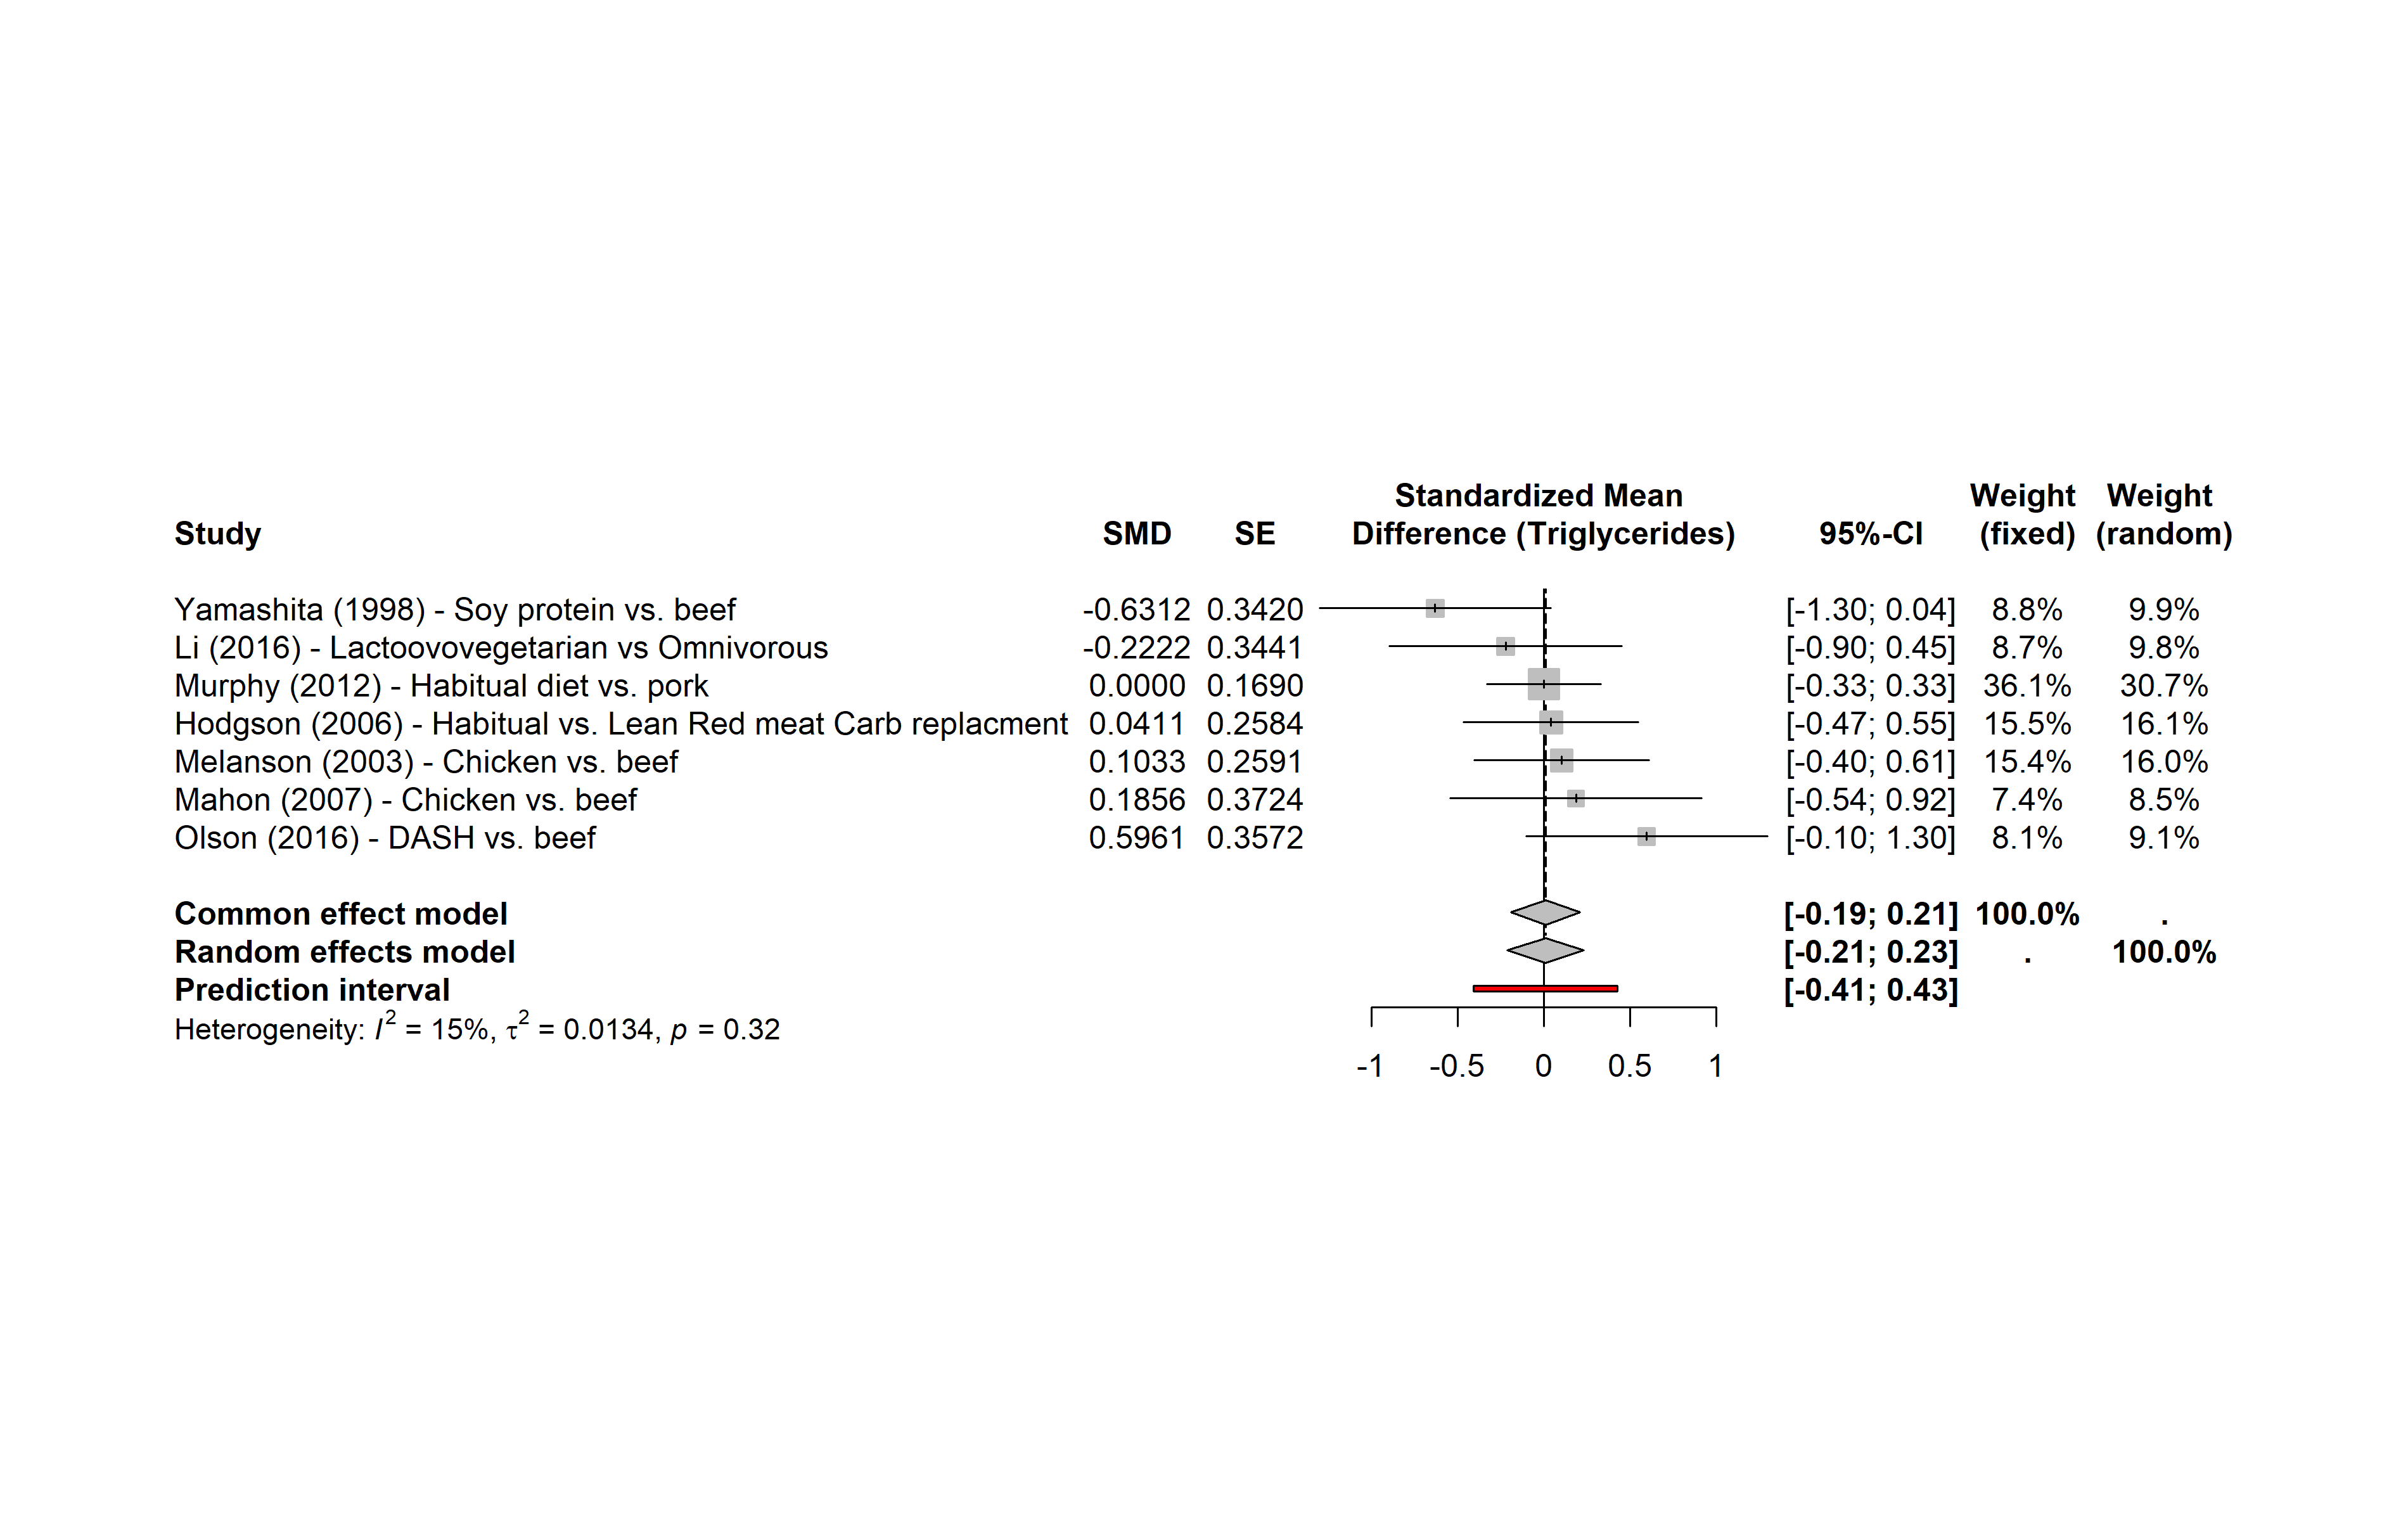 Standardized Mean Weight Weight
Study SMD SE Difference (Triglycerides) 95%-CI (fixed) (random)
Yamashita (1998) - Soy protein vs. beef -0.6312 0.3420 [-1.30; 0.04] 8.8% 9.9%
Li (2016) - Lactoovovegetarian vs Omnivorous -0.2222 0.3441 [-0.90; 0.45] 8.7% 9.8%
Murphy (2012) - Habitual diet vs. pork 0.0000 0.1690 [-0.33; 0.33] 36.1% 30.7%
Hodgson (2006) - Habitual vs. Lean Red meat Carb replacment 0.0411 0.2584 [-0.47; 0.55] 15.5% 16.1%
Melanson (2003) - Chicken vs. beef 0.1033 0.2591 [-0.40; 0.61] 15.4% 16.0%
Mahon (2007) - Chicken vs. beef 0.1856 0.3724 [-0.54; 0.92] 7.4% 8.5%
Olson (2016) - DASH vs. beef 0.5961 0.3572 [-0.10; 1.30] 8.1% 9.1%
Common effect model [-0.19; 0.21] 100.0% .
Random effects model [-0.21; 0.23] . 100.0%
Prediction interval [-0.41; 0.43]
Heterogeneity: I² = 15%, τ² = 0.0134, p = 0.32
-1 -0.5 0 0.5 1